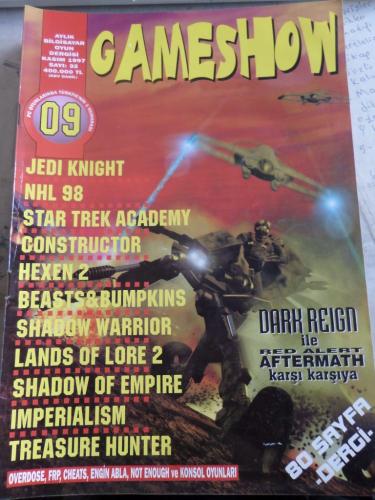 AYLIK
BİLGİSAYAR
OYUN
DERGİSİ
KASIM 1997
SAYI: 33
400.000 TL
(KDV DAHİL)
GAMESHOW
09
JEDI KNIGHT
NHL 98
STAR TREK ACADEMY
CONSTRUCTOR
HEXEN 2
BEASTS&BUMPKINS
SHADOW WARRIOR
LANDS OF LORE 2
SHADOW OF EMPIRE
IMPERIALISM
TREASURE HUNTER
DARK REIGN
ile
RED ALERT
AFTERMATH
karşı karşıya
80 SAYFA
-DERGİ-
OVERDOSE, FRP, CHEATS, ENGİN ABLA, NOT ENOUGH ve KONSOL OYUNLARI